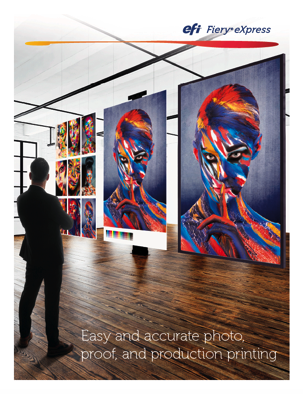 efi Fiery® eXpress
Easy and accurate photo,
proof, and production printing